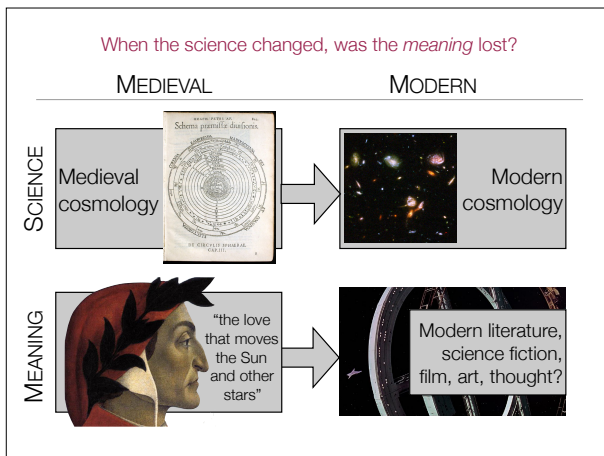 When the science changed, was the meaning lost?
MEDIEVAL
MODERN
SCIENCE
Medieval
cosmology
Schema præmissæ diuisionis.
Modern
cosmology
MEANING
“the love
that moves
the Sun
and other
stars”
Modern literature,
science fiction,
film, art, thought?